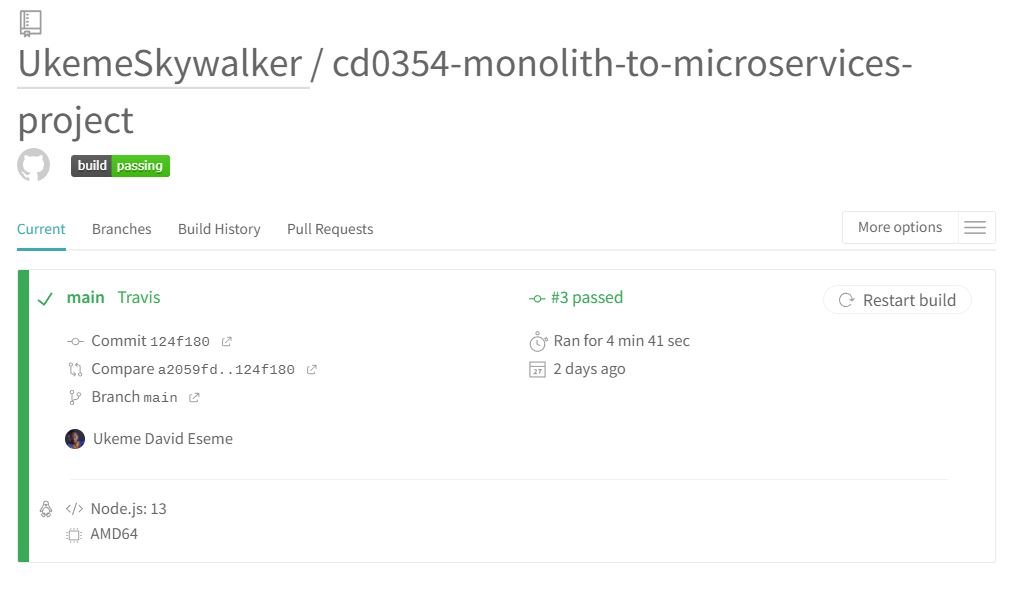 UkemeSkywalker / cd0354-monolith-to-microservices-
project
build passing
Current Branches Build History Pull Requests More options
main Travis #3 passed Restart build
Commit 124f180 Ran for 4 min 41 sec
Compare a2059fd..124f180 2 days ago
Branch main
Ukeme David Eseme
</> Node.js: 13
AMD64